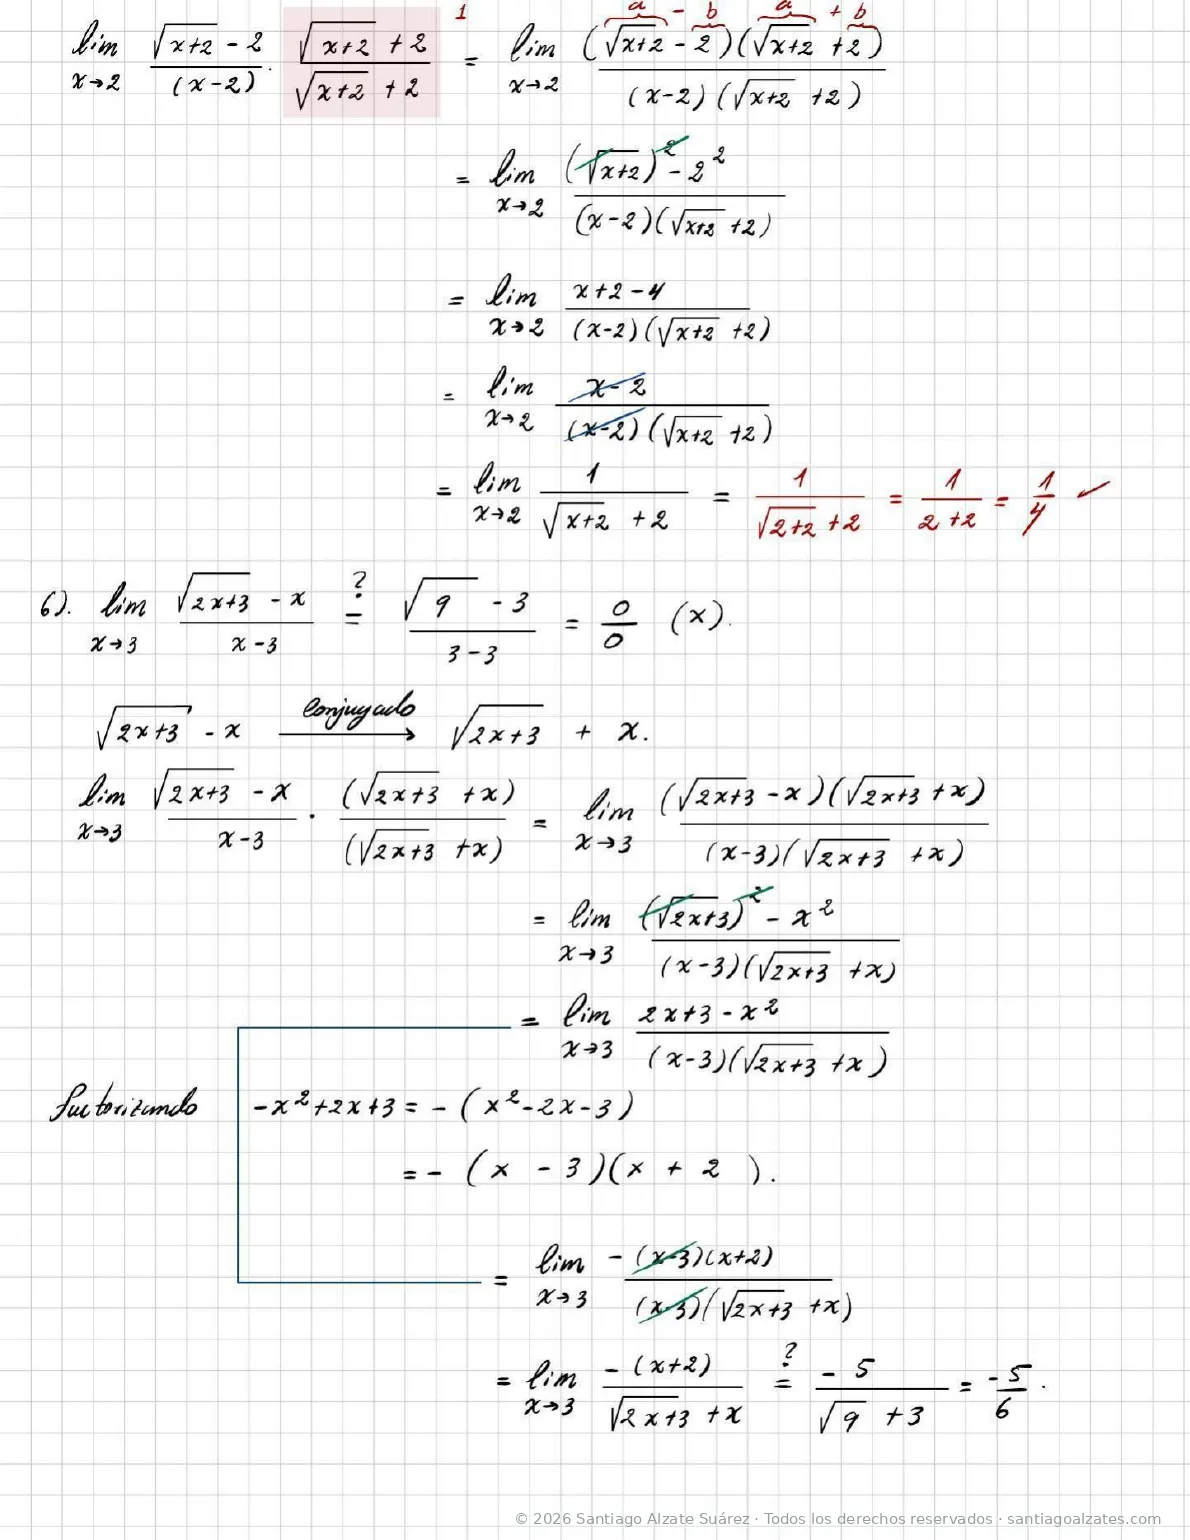 1 a - b a + b
lim x→2 √(x+2) - 2 / (x-2) · √(x+2) + 2 / √(x+2) + 2 = lim x→2 (√(x+2) - 2)(√(x+2) + 2) / (x-2)(√(x+2) + 2)
= lim x→2 (√(x+2))² - 2² / (x-2)(√(x+2) + 2)
= lim x→2 x+2-4 / (x-2)(√(x+2) + 2)
= lim x→2 x-2 / (x-2)(√(x+2) + 2)
= lim x→2 1 / √(x+2) + 2 = 1 / √(2+2) + 2 = 1 / 2+2 = 1/4 ✓
6). lim x→3 √(2x+3) - x / x-3 ?= √9 - 3 / 3-3 = 0/0 (x).
√(2x+3) - x conjugado → √(2x+3) + x.
lim x→3 √(2x+3) - x / x-3 · (√(2x+3) + x) / (√(2x+3) + x) = lim x→3 (√(2x+3) - x)(√(2x+3) + x) / (x-3)(√(2x+3) + x)
= lim x→3 (√(2x+3))² - x² / (x-3)(√(2x+3) + x)
= lim x→3 2x+3-x² / (x-3)(√(2x+3) + x)
Factorizando -x²+2x+3 = -(x²-2x-3)
= -(x - 3)(x + 2).
= lim x→3 -(x-3)(x+2) / (x-3)(√(2x+3) + x)
= lim x→3 -(x+2) / √(2x+3) + x ?= -5 / √9 + 3 = -5/6.
© 2026 Santiago Alzate Suárez · Todos los derechos reservados · santiagoalzates.com